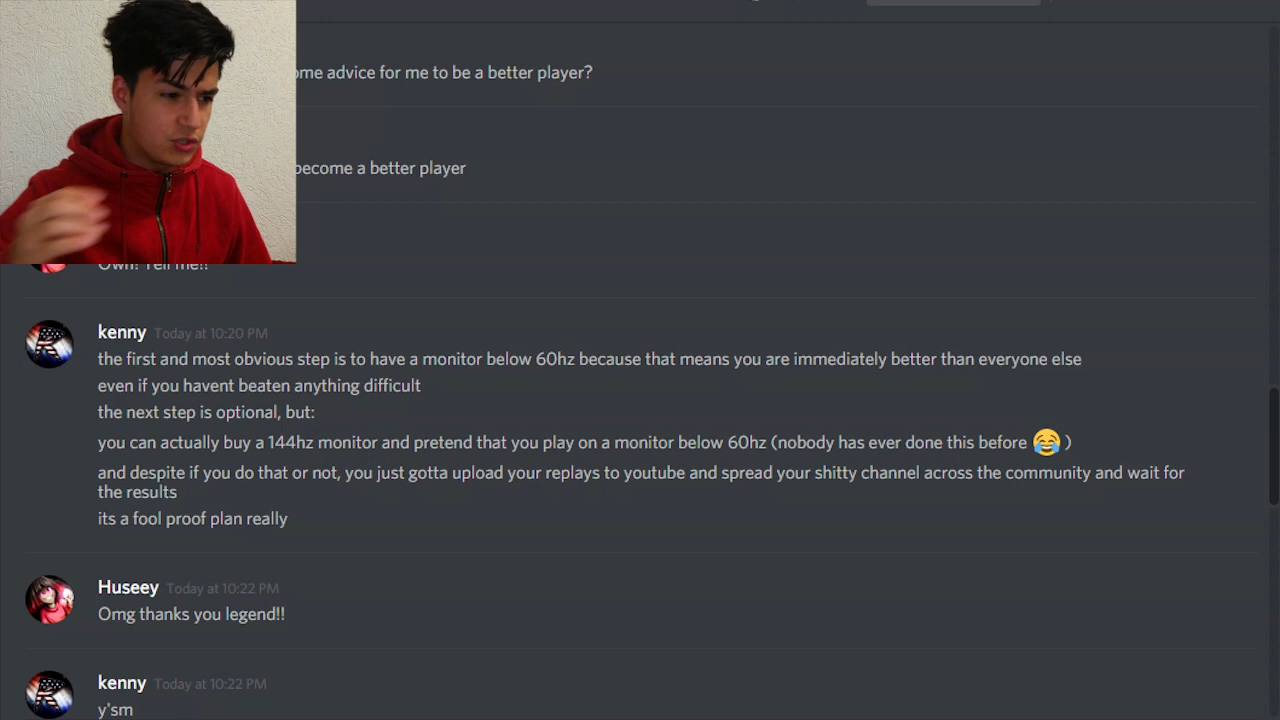 ome advice for me to be a better player?
become a better player
Own! Tell me!!
kenny Today at 10:20 PM
the first and most obvious step is to have a monitor below 60hz because that means you are immediately better than everyone else
even if you havent beaten anything difficult
the next step is optional, but:
you can actually buy a 144hz monitor and pretend that you play on a monitor below 60hz (nobody has ever done this before 😂 )
and despite if you do that or not, you just gotta upload your replays to youtube and spread your shitty channel across the community and wait for
the results
its a fool proof plan really
Huseey Today at 10:22 PM
Omg thanks you legend!!
kenny Today at 10:22 PM
y'sm